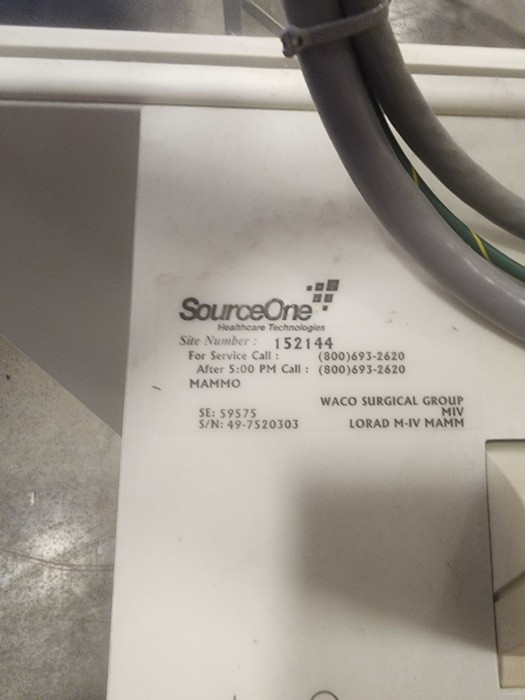 SourceOne
Healthcare Technologies
Site Number : 152144
For Service Call : (800)693-2620
After 5:00 PM Call : (800)693-2620
MAMMO
WACO SURGICAL GROUP
MIV
SE: 59575
S/N: 49-7520303 LORAD M-IV MAMM